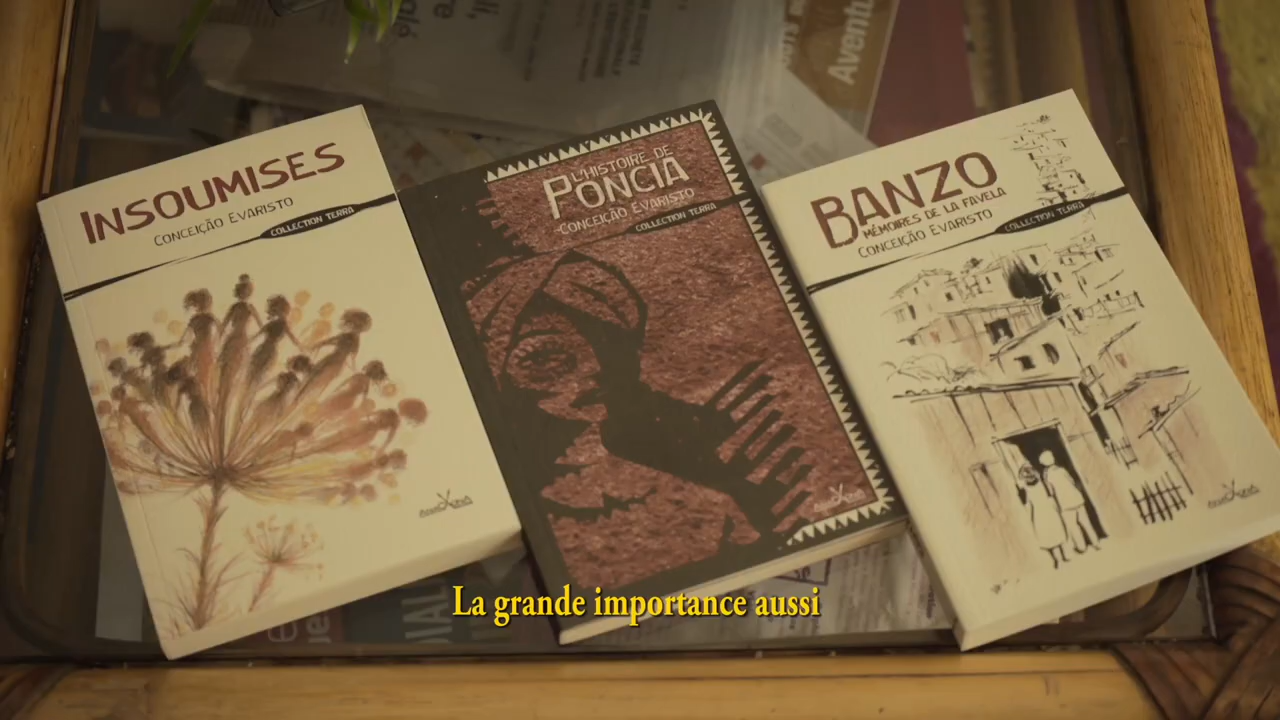 INSOUMISES
CONCEIÇÃO EVARISTO
COLLECTION TERRA
L'HISTOIRE DE
PONCIA
CONCEIÇÃO EVARISTO
COLLECTION TERRA
BANZO
MÉMOIRES DE LA FAVELA
CONCEIÇÃO EVARISTO
COLLECTION TERRA
Aventu
La grande importance aussi